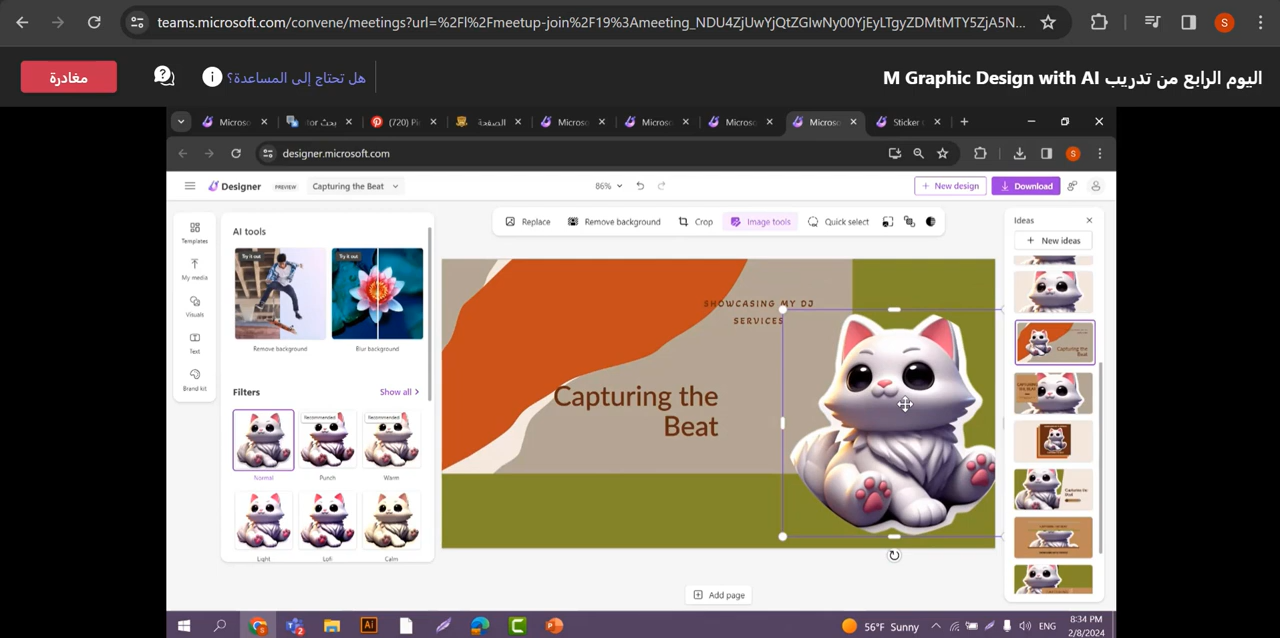 teams.microsoft.com/convene/meetings?url=%2Fl%2Fmeetup-join%2F19%3Ameeting_NDU4ZjUwYjQtZGIwNy00YjEyLTgyZDMtMTY5ZjA5N...
S
اليوم الرابع من تدريب M Graphic Design with AI
هل تحتاج إلى المساعدة؟
مغادرة
Microso
بحث
(720) Pi
الصفحة
Microso
Microso
Microso
Microso
Sticker
designer.microsoft.com
S
Designer
PREVIEW
Capturing the Beat
86%
+ New design
Download
Templates
My media
Visuals
Text
Brand kit
AI tools
Try it out
Try it out
Remove background
Blur background
Filters
Show all >
Recommended
Recommended
Normal
Punch
Warm
Light
Lofi
Calm
Replace
Remove background
Crop
Image tools
Quick select
SHOWCASING MY DJ
SERVICES
Capturing the
Beat
Add page
Ideas
+ New ideas
Capturing the
Beat
56°F Sunny
ENG
8:34 PM
2/8/2024